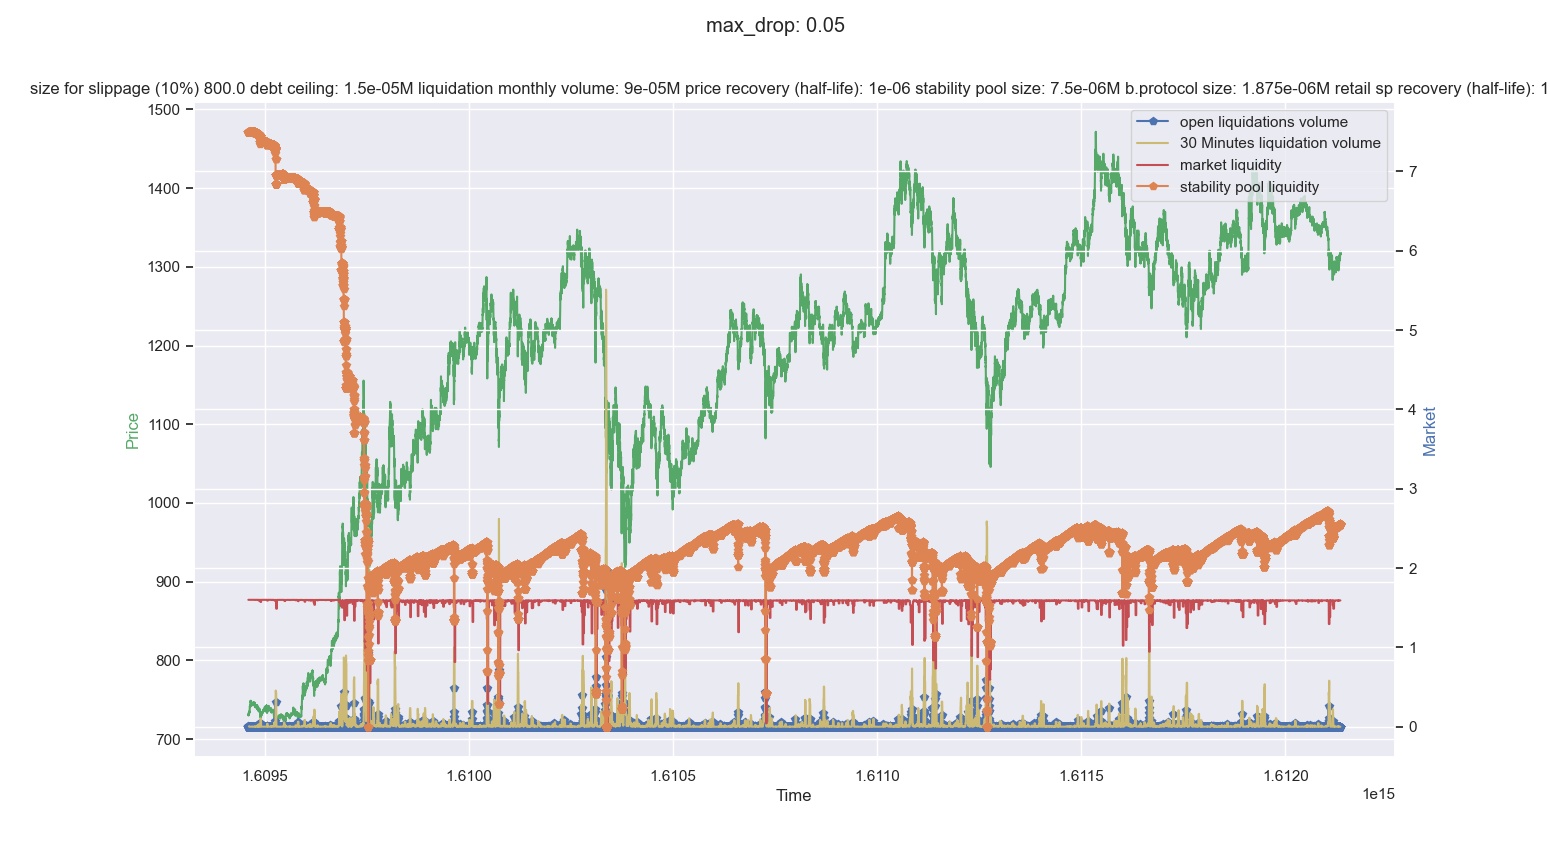 max_drop: 0.05
size for slippage (10%) 800.0 debt ceiling: 1.5e-05M liquidation monthly volume: 9e-05M price recovery (half-life): 1e-06 stability pool size: 7.5e-06M b.protocol size: 1.875e-06M retail sp recovery (half-life): 1
open liquidations volume
30 Minutes liquidation volume
market liquidity
stability pool liquidity
1500
1400
1300
1200
1100
1000
900
800
700
Price
7
6
5
4
3
2
1
0
Market
1.6095 1.6100 1.6105 1.6110 1.6115 1.6120
1e15
Time